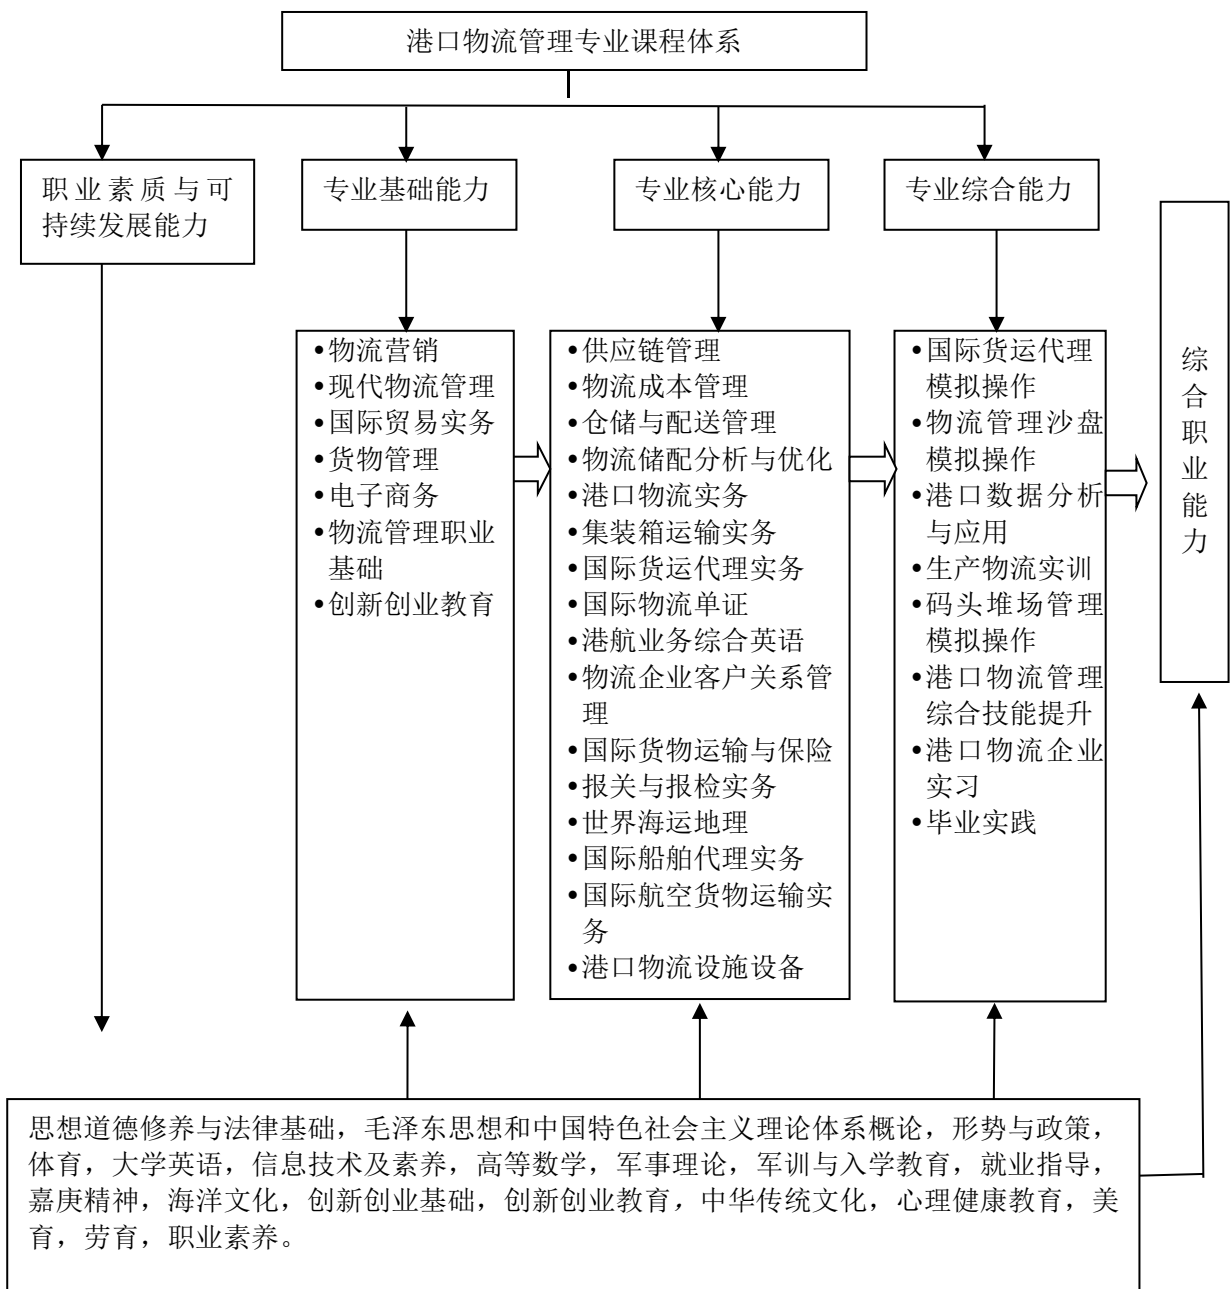 港口物流管理专业课程体系
职业素质与可
持续发展能力
专业基础能力
专业核心能力
专业综合能力
•物流营销
•现代物流管理
•国际贸易实务
•货物管理
•电子商务
•物流管理职业
基础
•创新创业教育
•供应链管理
•物流成本管理
•仓储与配送管理
•物流储配分析与优化
•港口物流实务
•集装箱运输实务
•国际货运代理实务
•国际物流单证
•港航业务综合英语
•物流企业客户关系管
理
•国际货物运输与保险
•报关与报检实务
•世界海运地理
•国际船舶代理实务
•国际航空货物运输实
务
•港口物流设施设备
•国际货运代理
模拟操作
•物流管理沙盘
模拟操作
•港口数据分析
与应用
•生产物流实训
•码头堆场管理
模拟操作
•港口物流管理
综合技能提升
•港口物流企业
实习
•毕业实践
综
合
职
业
能
力
思想道德修养与法律基础，毛泽东思想和中国特色社会主义理论体系概论，形势与政策，
体育，大学英语，信息技术及素养，高等数学，军事理论，军训与入学教育，就业指导，
嘉庚精神，海洋文化，创新创业基础，创新创业教育，中华传统文化，心理健康教育，美
育，劳育，职业素养。